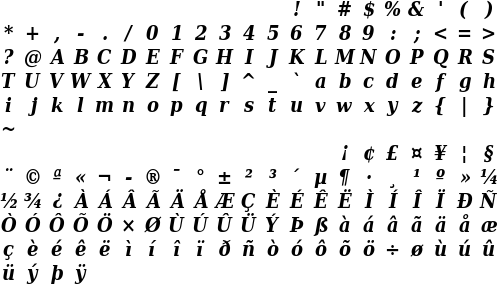 ! " # $ % & ' ( )
* + , - . / 0 1 2 3 4 5 6 7 8 9 : ; < = >
? @ A B C D E F G H I J K L M N O P Q R S
T U V W X Y Z [ \ ] ^ _ ` a b c d e f g h
i j k l m n o p q r s t u v w x y z { | }
~
¡ ¢ £ ¤ ¥ ¦ §
¨ © ª « ¬ - ® ¯ ° ± ² ³ ´ µ ¶ · ¸ ¹ º » ¼
½ ¾ ¿ À Á Â Ã Ä Å Æ Ç È É Ê Ë Ì Í Î Ï Ð Ñ
Ò Ó Ô Õ Ö × Ø Ù Ú Û Ü Ý Þ ß à á â ã ä å æ
ç è é ê ë ì í î ï ð ñ ò ó ô õ ö ÷ ø ù ú û
ü ý þ ÿ